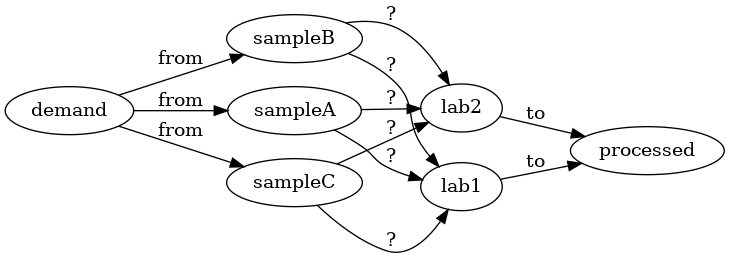 demand
from
from
from
sampleB
sampleA
sampleC
?
?
?
?
?
?
lab2
lab1
to
to
processed